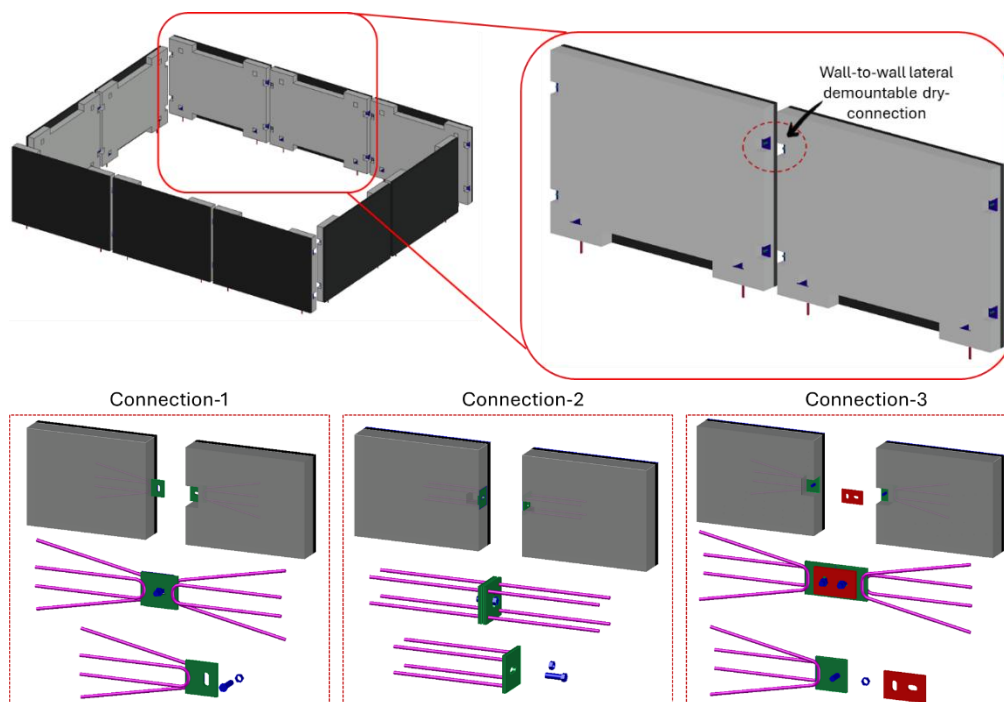 Wall-to-wall lateral
demountable dry-
connection
Connection-1
Connection-2
Connection-3